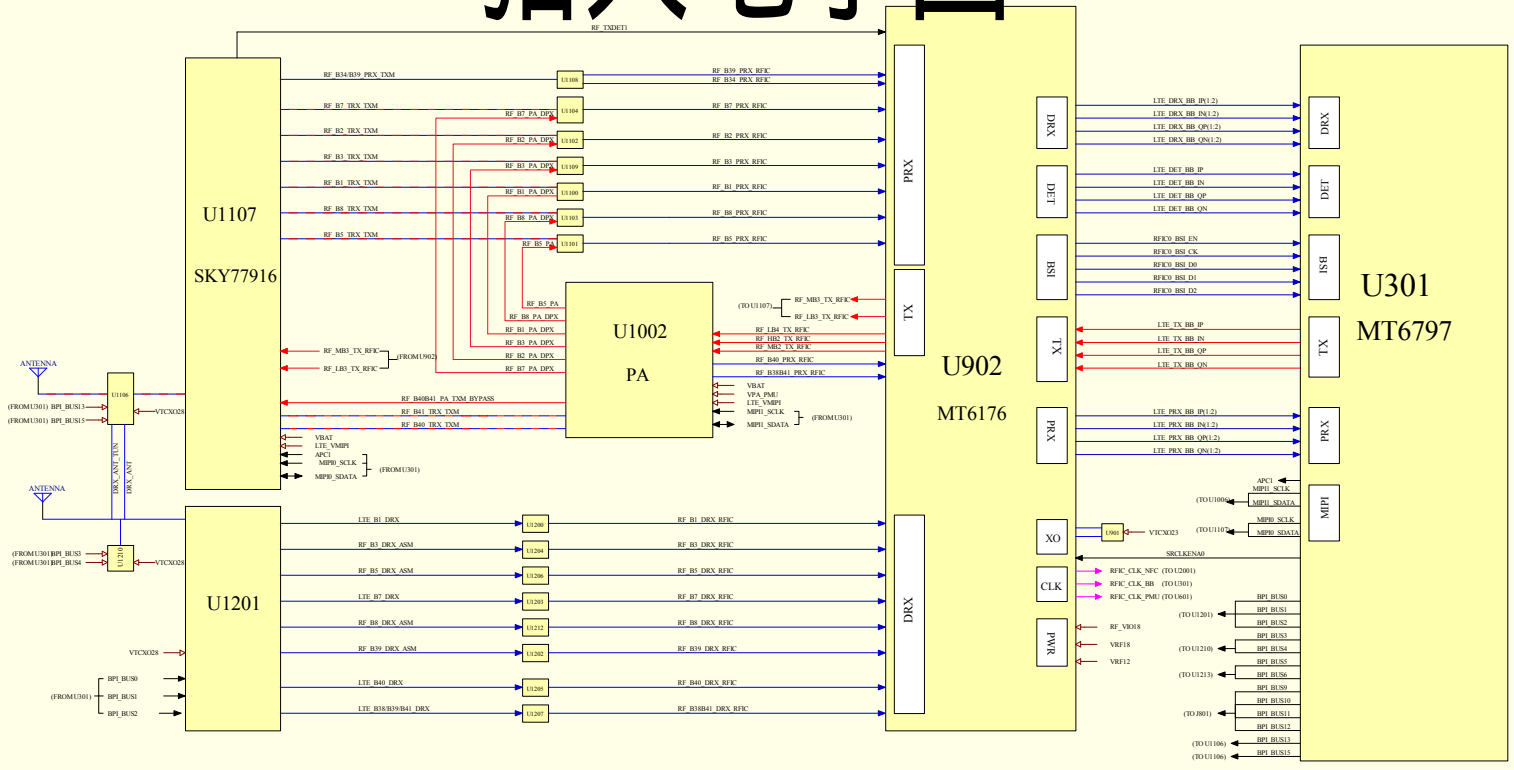 RF_TXDET1
U1107
SKY77916
RF_B34/B39_PRX_TXM
RF_B7_TRX_TXM
RF_B2_TRX_TXM
RF_B3_TRX_TXM
RF_B1_TRX_TXM
RF_B8_TRX_TXM
RF_B5_TRX_TXM
RF_MB3_TX_RFIC
RF_LB3_TX_RFIC
(FROM U902)
RF_B40B41_PA_TX_BYPASS
RF_B41_TRX_TXM
RF_B40_TRX_TXM
VBAT
LTE_VMIPI
APC1
MIPI0_SCLK
MIPI0_SDATA
(FROM U301)
U1108
U1104
U1102
U1109
U1100
U1103
U1101
RF_B7_PA_DPX
RF_B2_PA_DPX
RF_B3_PA_DPX
RF_B1_PA_DPX
RF_B8_PA_DPX
RF_B5_PA
RF_B39_PRX_RFIC
RF_B34_PRX_RFIC
RF_B7_PRX_RFIC
RF_B2_PRX_RFIC
RF_B3_PRX_RFIC
RF_B1_PRX_RFIC
RF_B8_PRX_RFIC
RF_B5_PRX_RFIC
RF_B5_PA
RF_B8_PA_DPX
RF_B1_PA_DPX
RF_B3_PA_DPX
RF_B2_PA_DPX
RF_B7_PA_DPX
U1002
PA
(TO U1107)
RF_MB3_TX_RFIC
RF_LB3_TX_RFIC
RF_LB4_TX_RFIC
RF_HB2_TX_RFIC
RF_MB2_TX_RFIC
RF_B40_PRX_RFIC
RF_B38B41_PRX_RFIC
VBAT
VPA_PMU
LTE_VMIPI
MIPI1_SCLK
MIPI1_SDATA
(FROM U301)
ANTENNA
U1106
(FROM U301) BPI_BUS13
(FROM U301) BPI_BUS15
VTCXO28
DRX_ANT_TUN
DRX_ANT
ANTENNA
U1210
(FROM U301)BPI_BUS3
(FROM U301)BPI_BUS4
VTCXO28
U1201
VTCXO28
(FROM U301)
BPI_BUS0
BPI_BUS1
BPI_BUS2
LTE_B1_DRX
RF_B3_DRX_ASM
RF_B5_DRX_ASM
LTE_B7_DRX
RF_B8_DRX_ASM
RF_B39_DRX_ASM
LTE_B40_DRX
LTE_B38/B39/B41_DRX
U1200
U1204
U1206
U1203
U1212
U1202
U1205
U1207
RF_B1_DRX_RFIC
RF_B3_DRX_RFIC
RF_B5_DRX_RFIC
RF_B7_DRX_RFIC
RF_B8_DRX_RFIC
RF_B39_DRX_RFIC
RF_B40_DRX_RFIC
RF_B38B41_DRX_RFIC
U902
MT6176
PRX
TX
DRX
DRX
DET
BSI
TX
PRX
XO
CLK
PWR
LTE_DRX_BB_IP(1:2)
LTE_DRX_BB_IN(1:2)
LTE_DRX_BB_QP(1:2)
LTE_DRX_BB_QN(1:2)
LTE_DET_BB_IP
LTE_DET_BB_IN
LTE_DET_BB_QP
LTE_DET_BB_QN
RFIC0_BSI_EN
RFIC0_BSI_CK
RFIC0_BSI_D0
RFIC0_BSI_D1
RFIC0_BSI_D2
LTE_TX_BB_IP
LTE_TX_BB_IN
LTE_TX_BB_QP
LTE_TX_BB_QN
LTE_PRX_BB_IP(1:2)
LTE_PRX_BB_IN(1:2)
LTE_PRX_BB_QP(1:2)
LTE_PRX_BB_QN(1:2)
APC1
MIPI1_SCLK
MIPI1_SDATA
(TO U1006)
MIPI0_SCLK
MIPI0_SDATA
(TO U1107)
U901
VTCXO23
SRCLKENA0
RFIC_CLK_NFC (TO U2001)
RFIC_CLK_BB (TO U301)
RFIC_CLK_PMU (TO U601)
RF_VIO18
VRF18
VRF12
BPI_BUS0
BPI_BUS1
BPI_BUS2
(TO U1201)
BPI_BUS3
BPI_BUS4
(TO U1210)
BPI_BUS5
BPI_BUS6
(TO U1213)
BPI_BUS9
BPI_BUS10
BPI_BUS11
BPI_BUS12
(TO J801)
BPI_BUS13
(TO U1106)
BPI_BUS15
(TO U1106)
U301
MT6797
DRX
DET
BSI
TX
PRX
MIPI